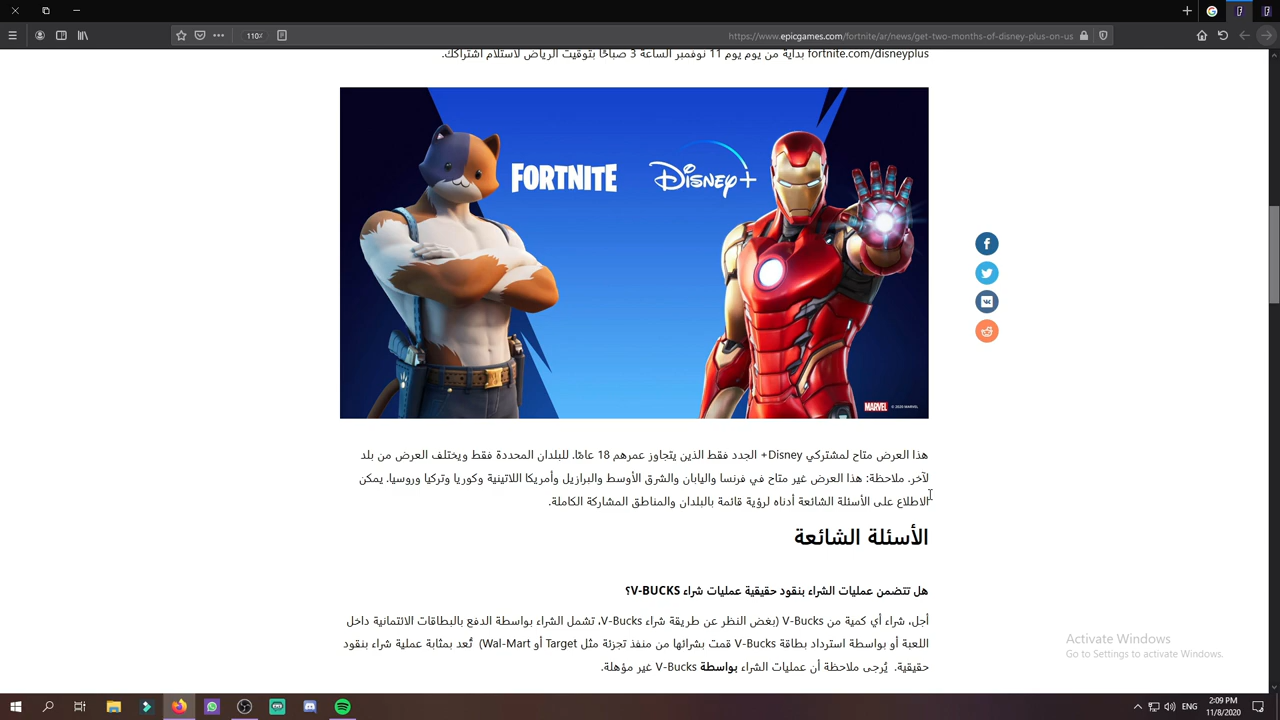 110%
https://www.epicgames.com/fortnite/ar/news/get-two-months-of-disney-plus-on-us
fortnite.com/disneyplus بداية من يوم يوم 11 نوفمبر الساعة 3 صباحًا بتوقيت الرياض لاستلام اشتراكك.
FORTNITE
Disney+
MARVEL
© 2020 MARVEL
هذا العرض متاح لمشتركي Disney+ الجدد فقط الذين يتجاوز عمرهم 18 عامًا. للبلدان المحددة فقط ويختلف العرض من بلد
لآخر. ملاحظة: هذا العرض غير متاح في فرنسا واليابان والشرق الأوسط والبرازيل وأمريكا اللاتينية وكوريا وتركيا وروسيا. يمكن
الاطلاع على الأسئلة الشائعة أدناه لرؤية قائمة بالبلدان والمناطق المشاركة الكاملة.
الأسئلة الشائعة
هل تتضمن عمليات الشراء بنقود حقيقية عمليات شراء V-BUCKS؟
أجل، شراء أي كمية من V-Bucks (بغض النظر عن طريقة شراء V-Bucks، تشمل الشراء بواسطة الدفع بالبطاقات الائتمانية داخل
اللعبة أو بواسطة استرداد بطاقة V-Bucks قمت بشرائها من منفذ تجزئة مثل Target أو Wal-Mart) تُعد بمثابة عملية شراء بنقود
حقيقية. يُرجى ملاحظة أن عمليات الشراء بواسطة V-Bucks غير مؤهلة.
Activate Windows
Go to Settings to activate Windows.
ENG
2:09 PM
11/8/2020